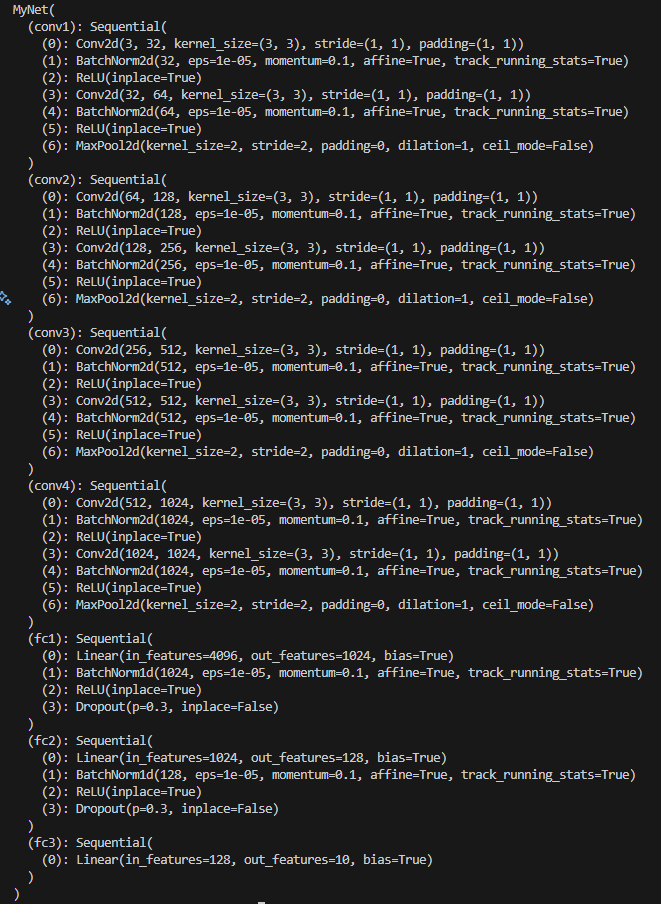 MyNet(
  (conv1): Sequential(
    (0): Conv2d(3, 32, kernel_size=(3, 3), stride=(1, 1), padding=(1, 1))
    (1): BatchNorm2d(32, eps=1e-05, momentum=0.1, affine=True, track_running_stats=True)
    (2): ReLU(inplace=True)
    (3): Conv2d(32, 64, kernel_size=(3, 3), stride=(1, 1), padding=(1, 1))
    (4): BatchNorm2d(64, eps=1e-05, momentum=0.1, affine=True, track_running_stats=True)
    (5): ReLU(inplace=True)
    (6): MaxPool2d(kernel_size=2, stride=2, padding=0, dilation=1, ceil_mode=False)
  )
  (conv2): Sequential(
    (0): Conv2d(64, 128, kernel_size=(3, 3), stride=(1, 1), padding=(1, 1))
    (1): BatchNorm2d(128, eps=1e-05, momentum=0.1, affine=True, track_running_stats=True)
    (2): ReLU(inplace=True)
    (3): Conv2d(128, 256, kernel_size=(3, 3), stride=(1, 1), padding=(1, 1))
    (4): BatchNorm2d(256, eps=1e-05, momentum=0.1, affine=True, track_running_stats=True)
    (5): ReLU(inplace=True)
    (6): MaxPool2d(kernel_size=2, stride=2, padding=0, dilation=1, ceil_mode=False)
  )
  (conv3): Sequential(
    (0): Conv2d(256, 512, kernel_size=(3, 3), stride=(1, 1), padding=(1, 1))
    (1): BatchNorm2d(512, eps=1e-05, momentum=0.1, affine=True, track_running_stats=True)
    (2): ReLU(inplace=True)
    (3): Conv2d(512, 512, kernel_size=(3, 3), stride=(1, 1), padding=(1, 1))
    (4): BatchNorm2d(512, eps=1e-05, momentum=0.1, affine=True, track_running_stats=True)
    (5): ReLU(inplace=True)
    (6): MaxPool2d(kernel_size=2, stride=2, padding=0, dilation=1, ceil_mode=False)
  )
  (conv4): Sequential(
    (0): Conv2d(512, 1024, kernel_size=(3, 3), stride=(1, 1), padding=(1, 1))
    (1): BatchNorm2d(1024, eps=1e-05, momentum=0.1, affine=True, track_running_stats=True)
    (2): ReLU(inplace=True)
    (3): Conv2d(1024, 1024, kernel_size=(3, 3), stride=(1, 1), padding=(1, 1))
    (4): BatchNorm2d(1024, eps=1e-05, momentum=0.1, affine=True, track_running_stats=True)
    (5): ReLU(inplace=True)
    (6): MaxPool2d(kernel_size=2, stride=2, padding=0, dilation=1, ceil_mode=False)
  )
  (fc1): Sequential(
    (0): Linear(in_features=4096, out_features=1024, bias=True)
    (1): BatchNorm1d(1024, eps=1e-05, momentum=0.1, affine=True, track_running_stats=True)
    (2): ReLU(inplace=True)
    (3): Dropout(p=0.3, inplace=False)
  )
  (fc2): Sequential(
    (0): Linear(in_features=1024, out_features=128, bias=True)
    (1): BatchNorm1d(128, eps=1e-05, momentum=0.1, affine=True, track_running_stats=True)
    (2): ReLU(inplace=True)
    (3): Dropout(p=0.3, inplace=False)
  )
  (fc3): Sequential(
    (0): Linear(in_features=128, out_features=10, bias=True)
  )
)